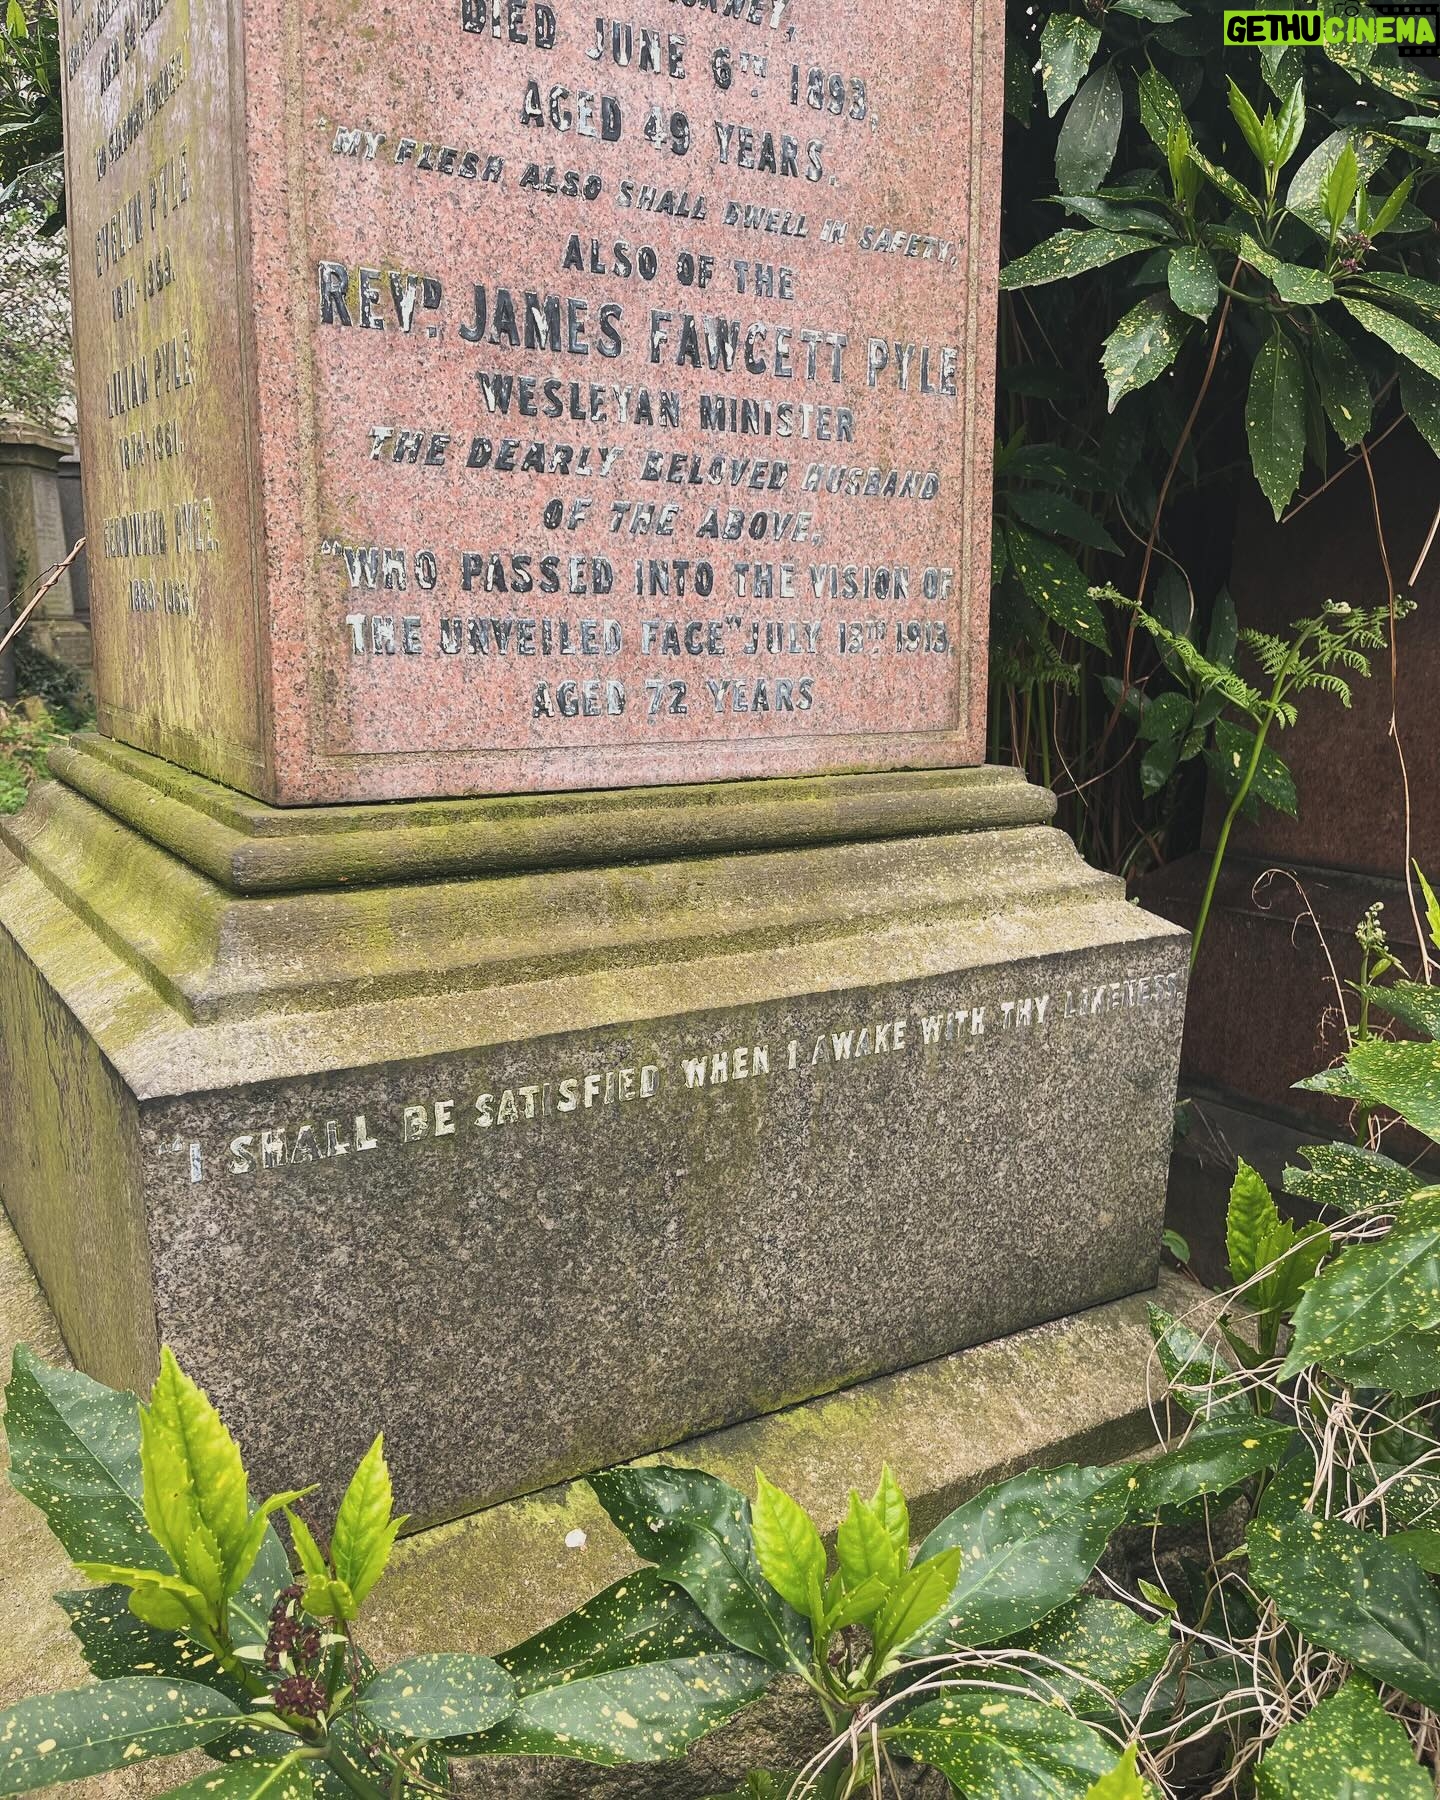 GETHU CINEMA
DIED JUNE 6TH 1893,
AGED 49 YEARS.
"MY FLESH ALSO SHALL DWELL IN SAFETY,"
ALSO OF THE
REVD. JAMES FAWCETT PYLE
WESLEYAN MINISTER
THE DEARLY BELOVED HUSBAND
OF THE ABOVE,
"WHO PASSED INTO THE VISION OF
THE UNVEILED FACE" JULY 13TH 1913.
AGED 72 YEARS
"I SHALL BE SATISFIED WHEN I AWAKE WITH THY LIKENESS
EVELYN PYLE,
LILIAN PYLE,
PYLE,